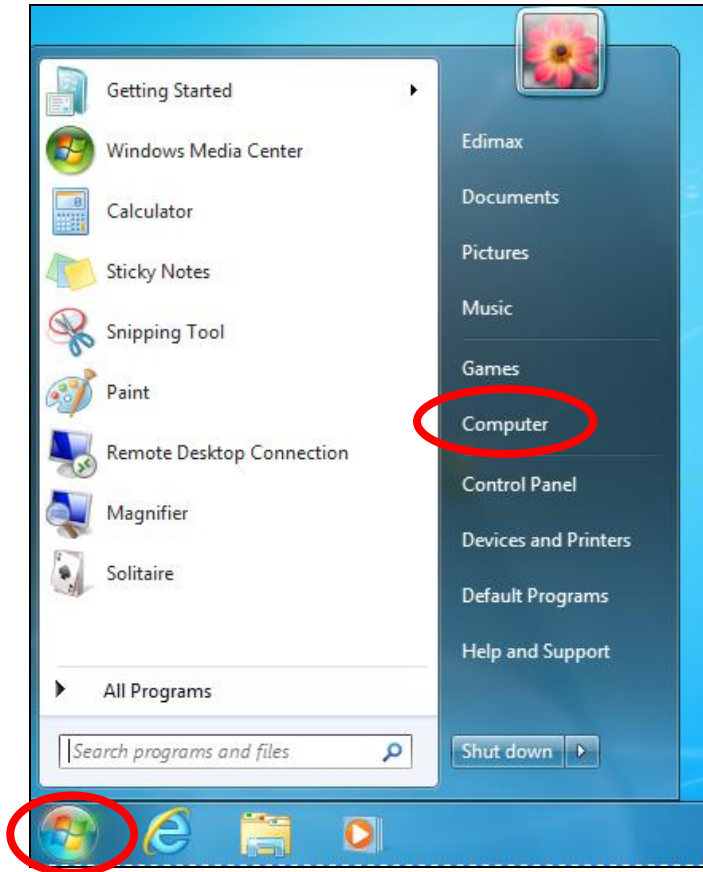 Getting Started
Windows Media Center
Calculator
Sticky Notes
Snipping Tool
Paint
Remote Desktop Connection
Magnifier
Solitaire
All Programs
Search programs and files
Edimax
Documents
Pictures
Music
Games
Computer
Control Panel
Devices and Printers
Default Programs
Help and Support
Shut down